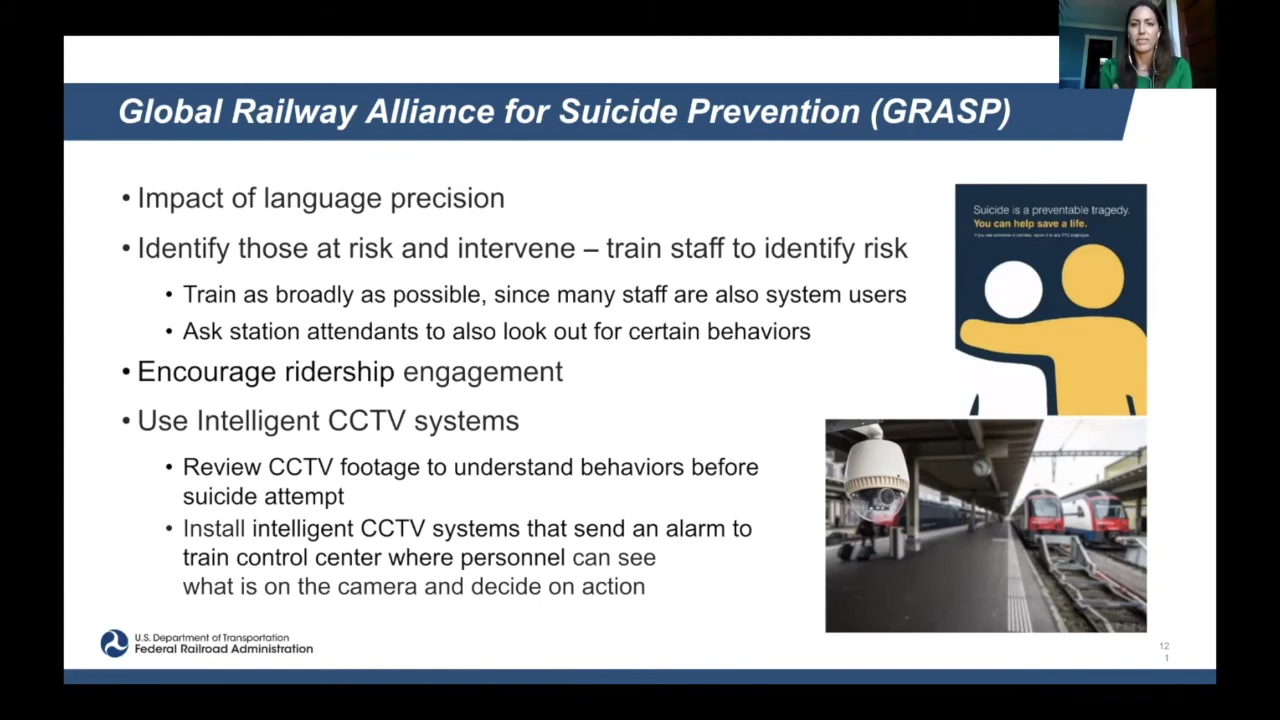 Global Railway Alliance for Suicide Prevention (GRASP)
• Impact of language precision
• Identify those at risk and intervene – train staff to identify risk
• Train as broadly as possible, since many staff are also system users
• Ask station attendants to also look out for certain behaviors
• Encourage ridership engagement
• Use Intelligent CCTV systems
• Review CCTV footage to understand behaviors before
suicide attempt
• Install intelligent CCTV systems that send an alarm to
train control center where personnel can see
what is on the camera and decide on action
Suicide is a preventable tragedy.
You can help save a life.
U.S. Department of Transportation
Federal Railroad Administration
12
1